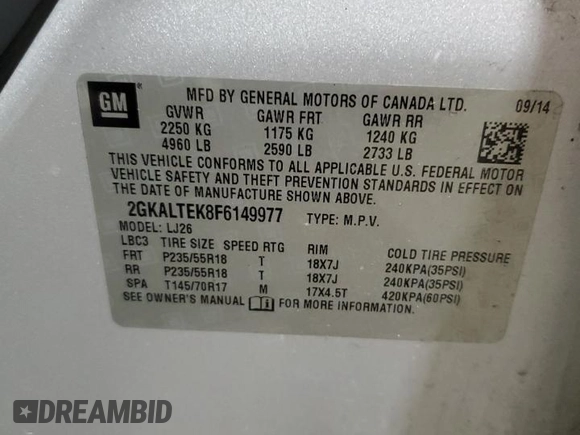 GM
MFD BY GENERAL MOTORS OF CANADA LTD. 09/14
GVWR GAWR FRT GAWR RR
2250 KG 1175 KG 1240 KG
4960 LB 2590 LB 2733 LB
THIS VEHICLE CONFORMS TO ALL APPLICABLE U.S. FEDERAL MOTOR
VEHICLE SAFETY AND THEFT PREVENTION STANDARDS IN EFFECT ON
THE DATE OF MANUFACTURE SHOWN ABOVE.
2GKALTEK8F6149977 TYPE: M.P.V.
MODEL: LJ26
LBC3 TIRE SIZE SPEED RTG RIM COLD TIRE PRESSURE
FRT P235/55R18 T 18X7J 240KPA(35PSI)
RR P235/55R18 T 18X7J 240KPA(35PSI)
SPA T145/70R17 M 17X4.5T 420KPA(60PSI)
SEE OWNER'S MANUAL i FOR MORE INFORMATION.
DREAMBID